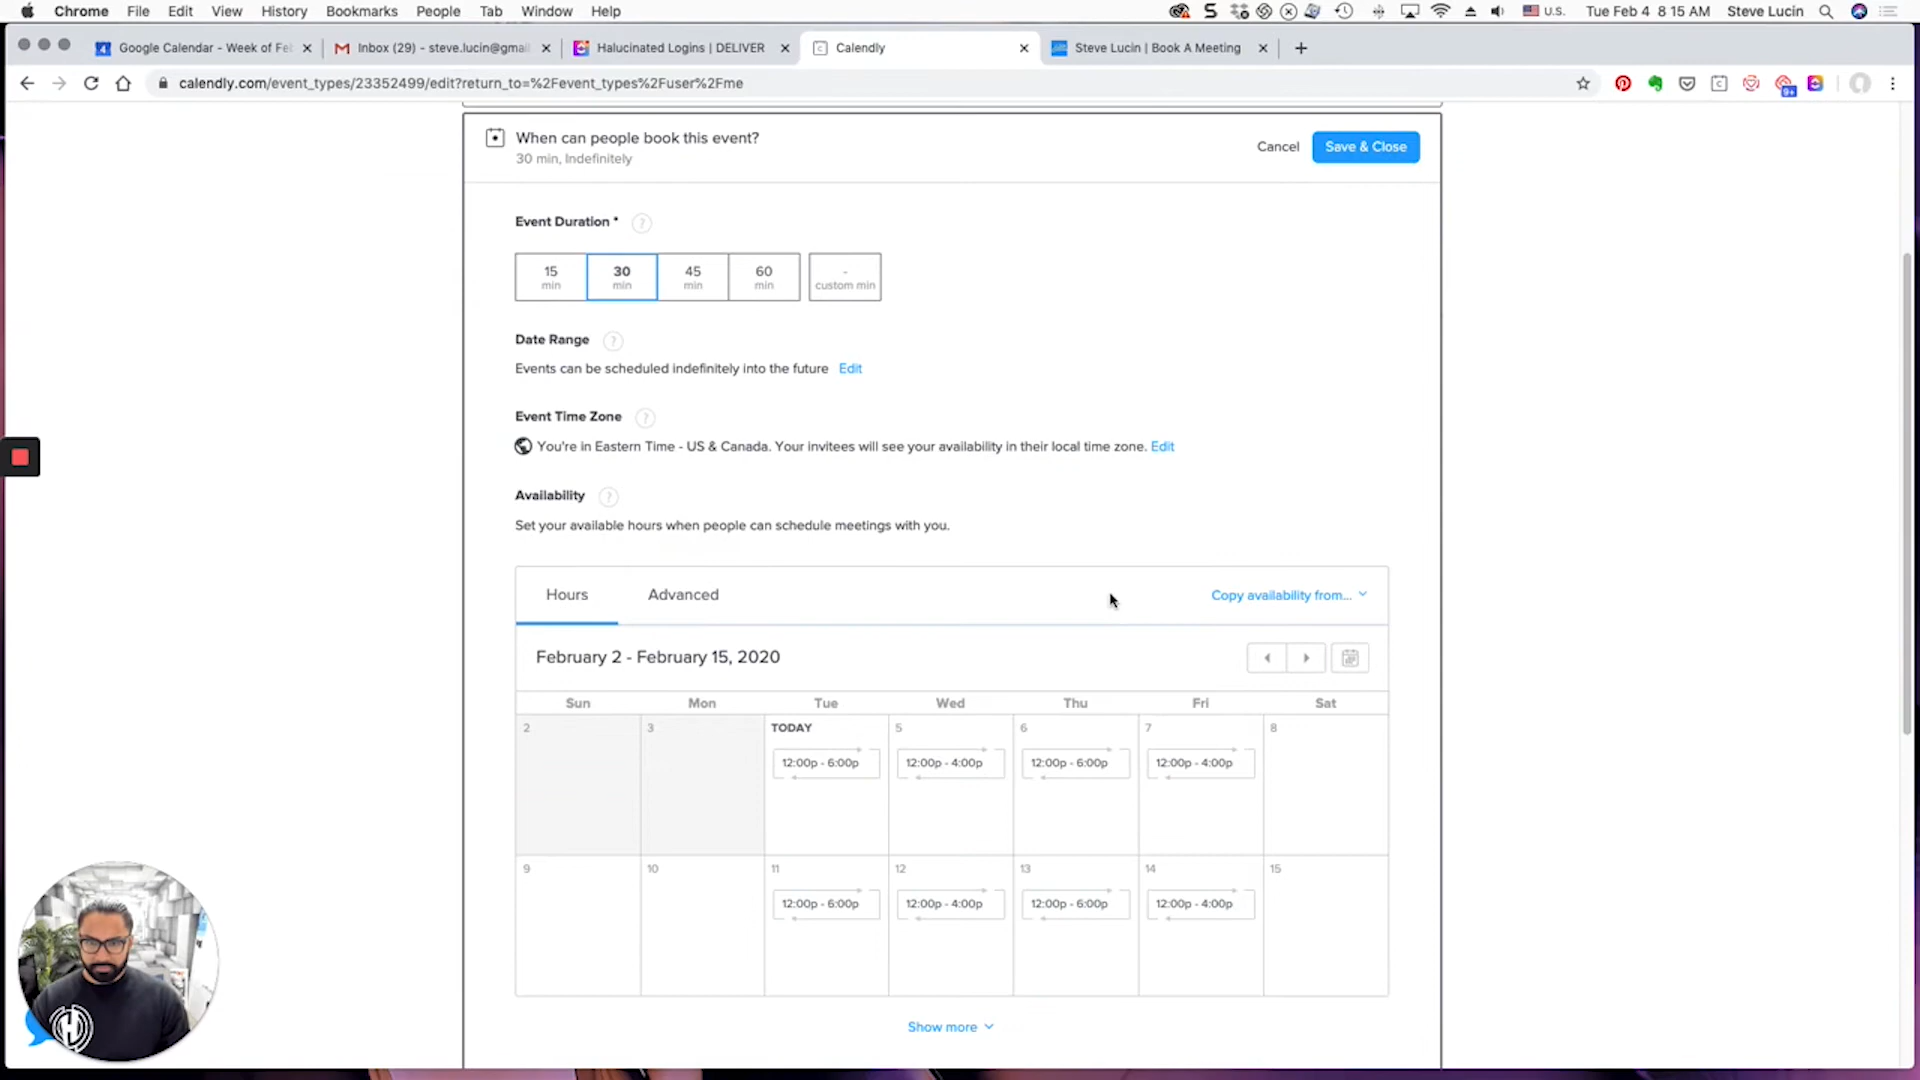 Chrome File Edit View History Bookmarks People Tab Window Help U.S. Tue Feb 4 8 15 AM Steve Lucin
Google Calendar - Week of Fe Inbox (29) - steve.lucin@gmai Halucinated Logins | DELIVER Calendly Steve Lucin | Book A Meeting
calendly.com/event_types/23352499/edit?return_to=%2Fevent_types%2Fuser%2Fme 9+
When can people book this event?
30 min, Indefinitely
Cancel Save & Close
Event Duration * ?
15 30 45 60 -
min min min min custom min
Date Range ?
Events can be scheduled indefinitely into the future Edit
Event Time Zone ?
You're in Eastern Time - US & Canada. Your invitees will see your availability in their local time zone. Edit
Availability ?
Set your available hours when people can schedule meetings with you.
Hours Advanced Copy availability from...
February 2 - February 15, 2020
Sun Mon Tue Wed Thu Fri Sat
2 3 TODAY 5 6 7 8
12:00p - 6:00p 12:00p - 4:00p 12:00p - 6:00p 12:00p - 4:00p
9 10 11 12 13 14 15
12:00p - 6:00p 12:00p - 4:00p 12:00p - 6:00p 12:00p - 4:00p
Show more